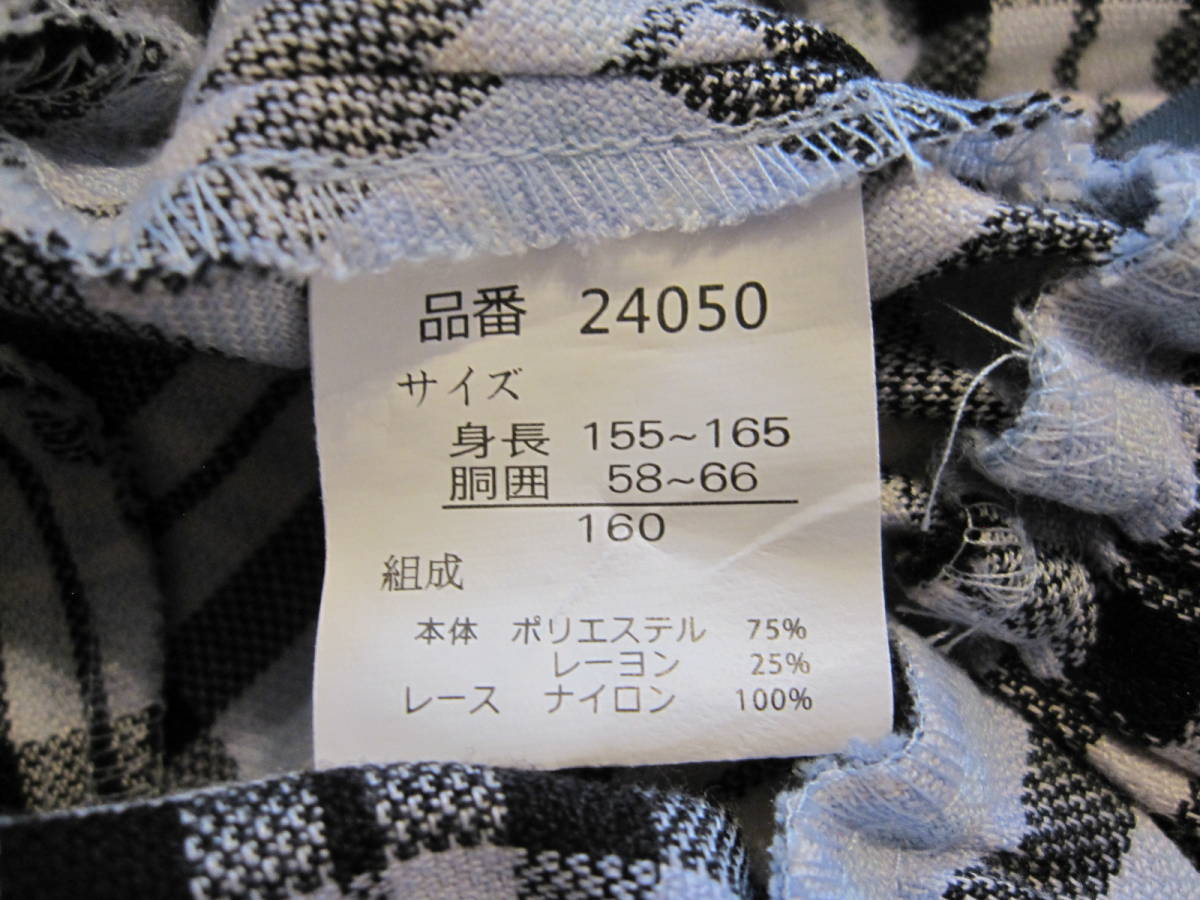 品番 24050
サイズ
身長 155~165
胴囲 58~66
160
組成
本体 ポリエステル 75%
レーヨン 25%
レース ナイロン 100%